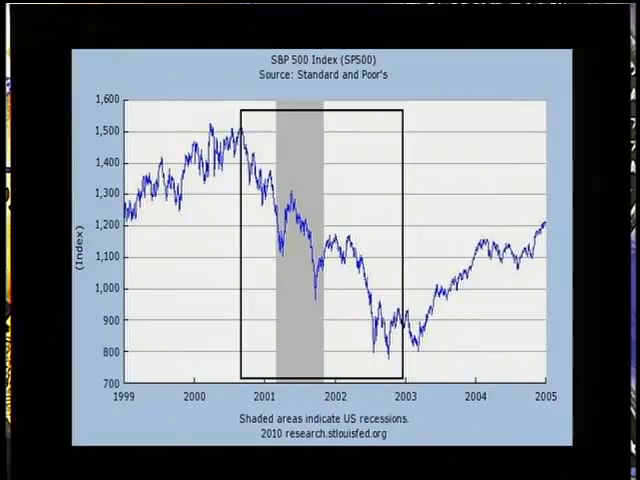 S&P 500 Index (SP500)
Source: Standard and Poor's
1,600
1,500
1,400
1,300
1,200
1,100
1,000
900
800
700
(Index)
1999 2000 2001 2002 2003 2004 2005
Shaded areas indicate US recessions.
2010 research.stlouisfed.org